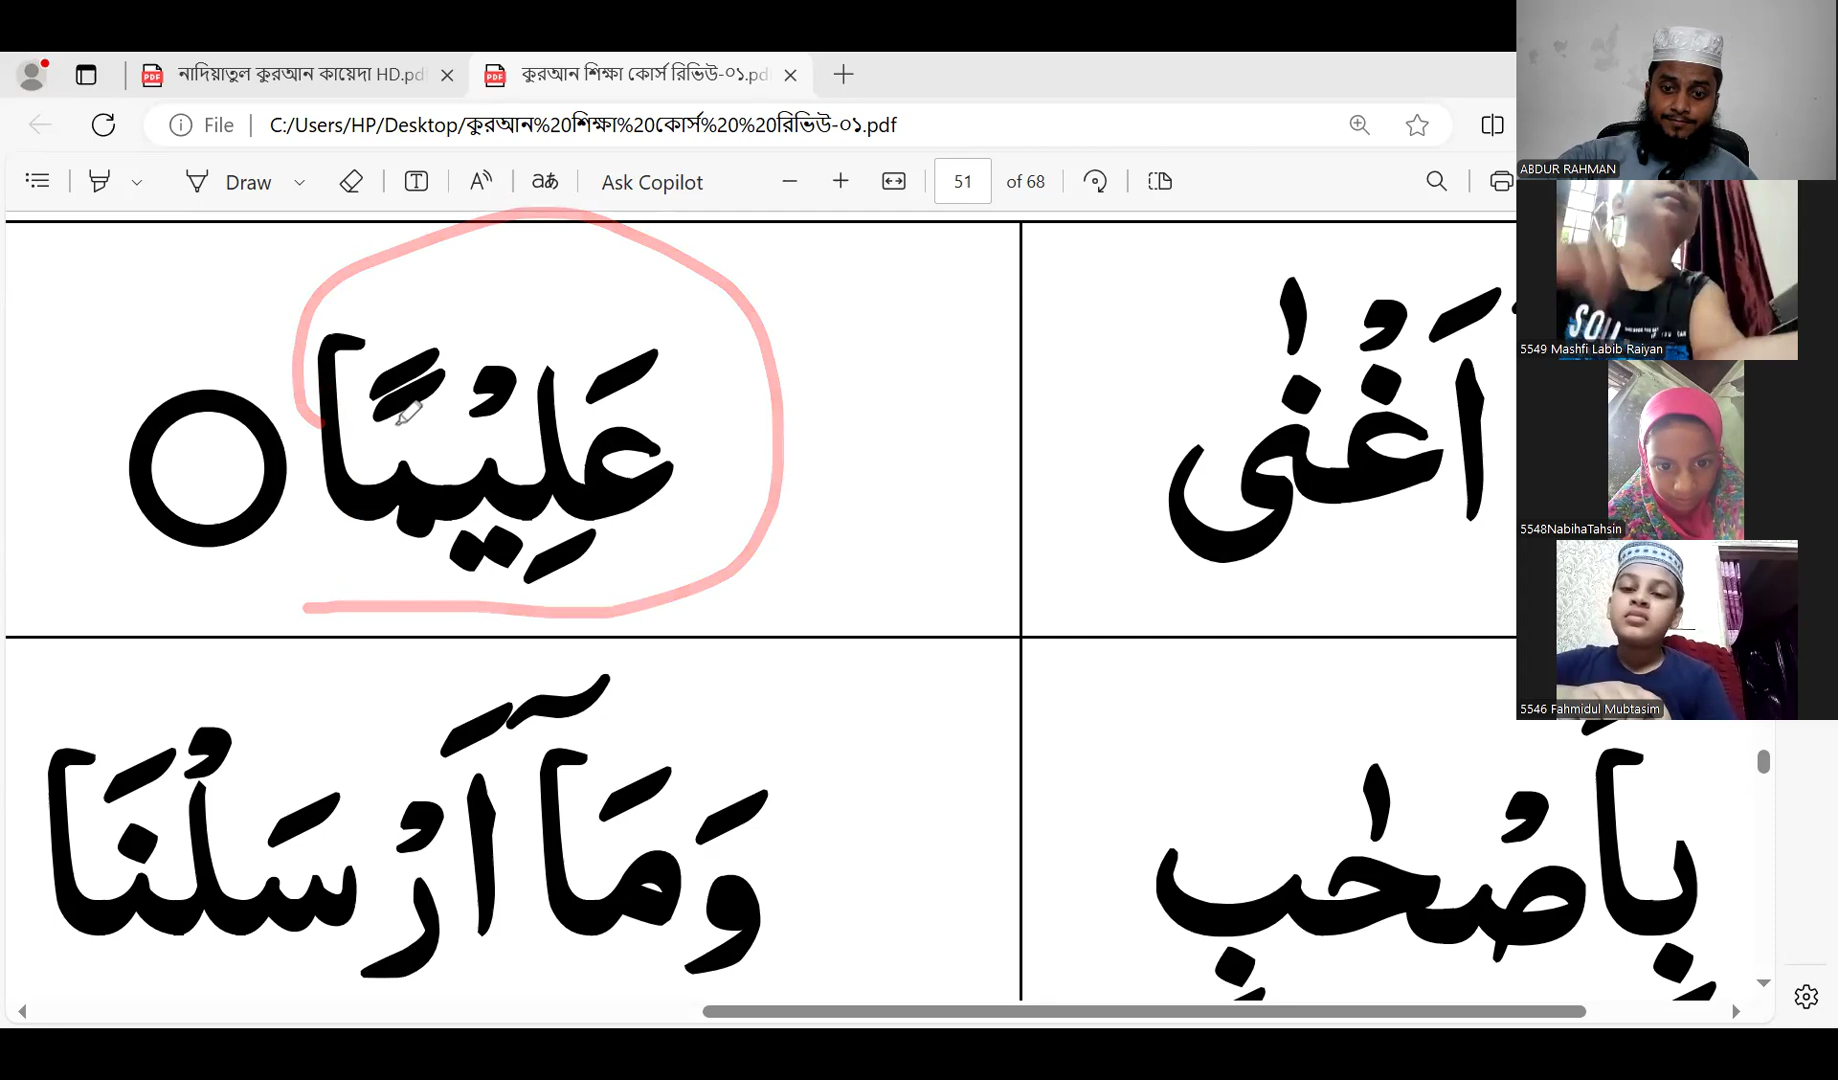 নাদিয়াতুল কুরআন কায়েদা HD.pd
কুরআন শিক্ষা কোর্স রিভিউ-০১.pd
File
C:/Users/HP/Desktop/কুরআন%20শিক্ষা%20কোর্স%20%20রিভিউ-০১.pdf
Draw
Ask Copilot
51 of 68
ABDUR RAHMAN
5549 Mashfi Labib Raiyan
5548NabihaTahsin
5546 Fahmidul Mubtasim
اَغْنٰى
عَلِيْمًا
بِاَصْحٰبِ
وَمَآ اَرْسَلْنَا